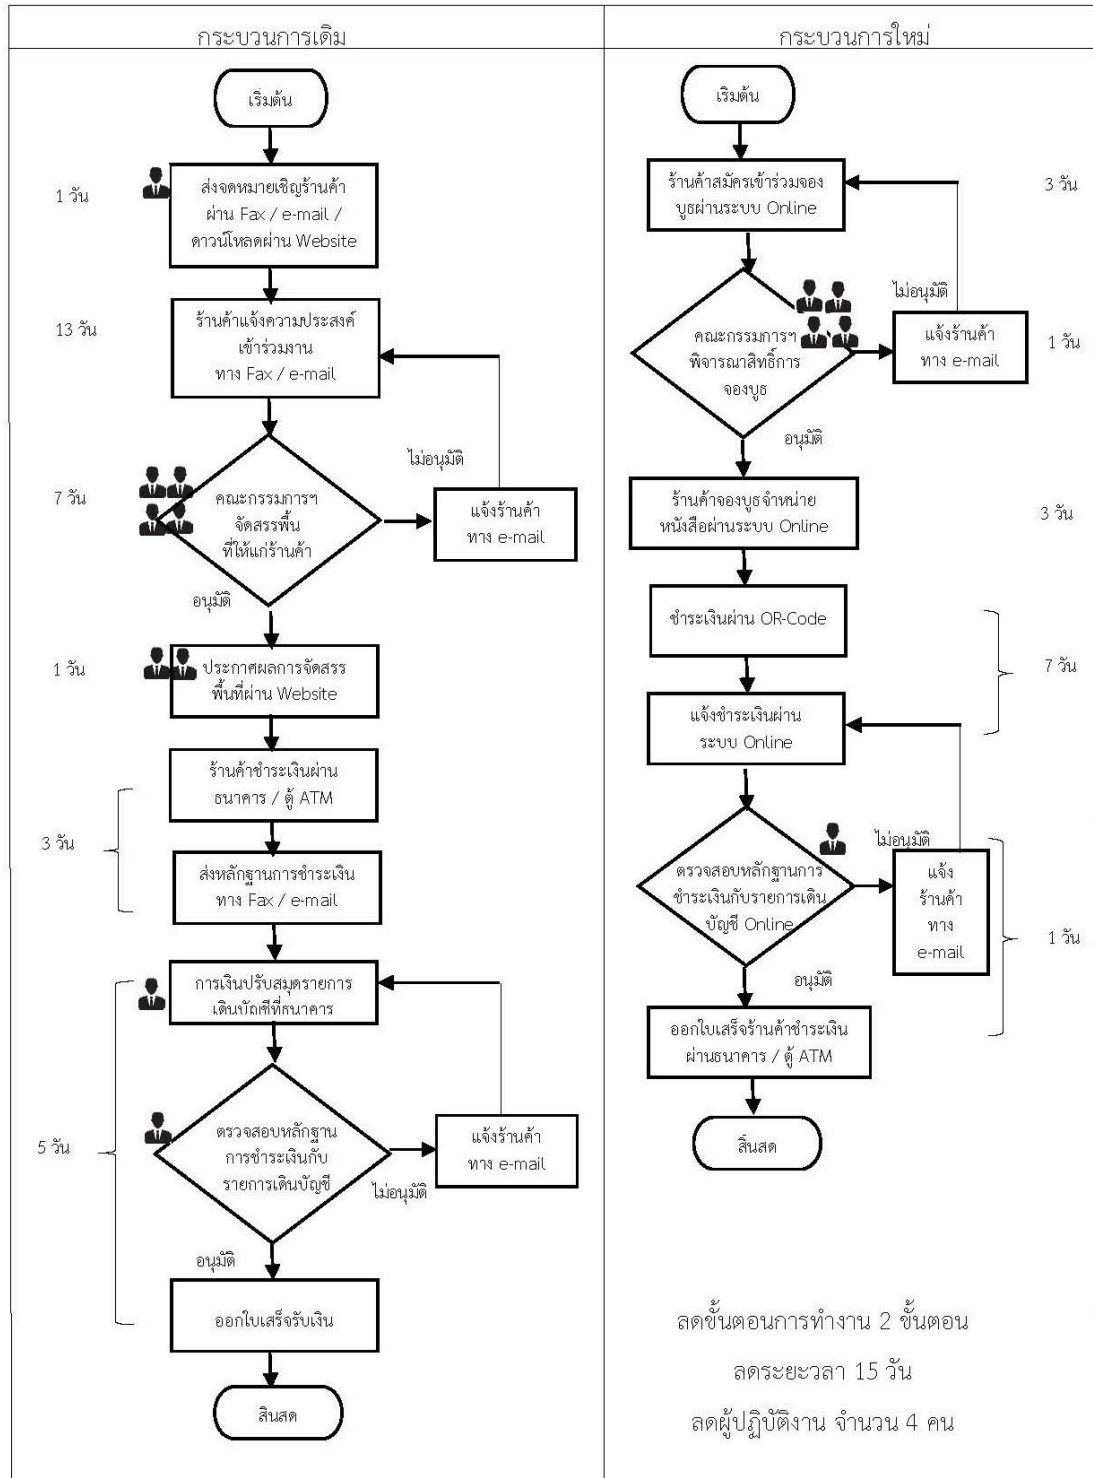 กระบวนการเดิม
เริ่มต้น
1 วัน
ส่งจดหมายเชิญร้านค้า
ผ่าน Fax / e-mail /
ดาวน์โหลดผ่าน Website
13 วัน
ร้านค้าแจ้งความประสงค์
เข้าร่วมงาน
ทาง Fax / e-mail
7 วัน
คณะกรรมการฯ
จัดสรรพื้น
ที่ให้แก่ร้านค้า
ไม่อนุมัติ
แจ้งร้านค้า
ทาง e-mail
อนุมัติ
1 วัน
ประกาศผลการจัดสรร
พื้นที่ผ่าน Website
ร้านค้าชำระเงินผ่าน
ธนาคาร / ตู้ ATM
3 วัน
ส่งหลักฐานการชำระเงิน
ทาง Fax / e-mail
การเงินปรับสมุดรายการ
เดินบัญชีที่ธนาคาร
5 วัน
ตรวจสอบหลักฐาน
การชำระเงินกับ
รายการเดินบัญชี
แจ้งร้านค้า
ทาง e-mail
ไม่อนุมัติ
อนุมัติ
ออกใบเสร็จรับเงิน
สินสด
กระบวนการใหม่
เริ่มต้น
ร้านค้าสมัครเข้าร่วมจอง
บูธผ่านระบบ Online
3 วัน
ไม่อนุมัติ
คณะกรรมการฯ
พิจารณาสิทธิ์การ
จองบูธ
แจ้งร้านค้า
ทาง e-mail
1 วัน
อนุมัติ
ร้านค้าจองบูธจำหน่าย
หนังสือผ่านระบบ Online
3 วัน
ชำระเงินผ่าน OR-Code
7 วัน
แจ้งชำระเงินผ่าน
ระบบ Online
ไม่อนุมัติ
ตรวจสอบหลักฐานการ
ชำระเงินกับรายการเดิน
บัญชี Online
แจ้ง
ร้านค้า
ทาง
e-mail
1 วัน
อนุมัติ
ออกใบเสร็จร้านค้าชำระเงิน
ผ่านธนาคาร / ตู้ ATM
สิ้นสด
ลดขั้นตอนการทำงาน 2 ขั้นตอน
ลดระยะเวลา 15 วัน
ลดผู้ปฏิบัติงาน จำนวน 4 คน